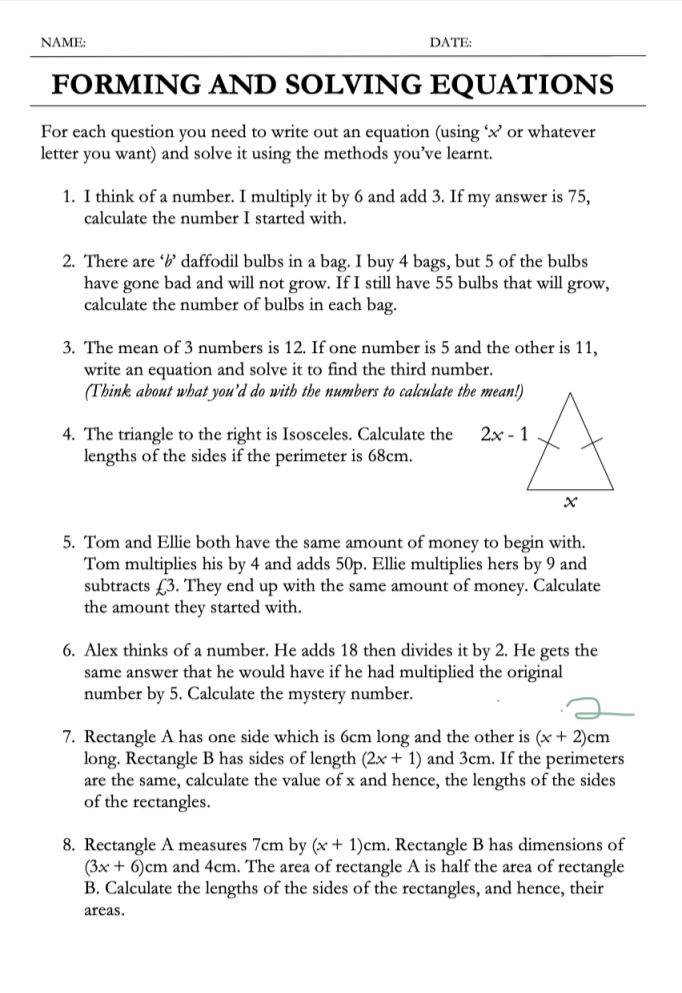 NAME: DATE:
FORMING AND SOLVING EQUATIONS
For each question you need to write out an equation (using ‘x’ or whatever
letter you want) and solve it using the methods you’ve learnt.
1. I think of a number. I multiply it by 6 and add 3. If my answer is 75,
calculate the number I started with.
2. There are ‘b’ daffodil bulbs in a bag. I buy 4 bags, but 5 of the bulbs
have gone bad and will not grow. If I still have 55 bulbs that will grow,
calculate the number of bulbs in each bag.
3. The mean of 3 numbers is 12. If one number is 5 and the other is 11,
write an equation and solve it to find the third number.
(Think about what you’d do with the numbers to calculate the mean!)
4. The triangle to the right is Isosceles. Calculate the 2x - 1
lengths of the sides if the perimeter is 68cm.
x
5. Tom and Ellie both have the same amount of money to begin with.
Tom multiplies his by 4 and adds 50p. Ellie multiplies hers by 9 and
subtracts £3. They end up with the same amount of money. Calculate
the amount they started with.
6. Alex thinks of a number. He adds 18 then divides it by 2. He gets the
same answer that he would have if he had multiplied the original
number by 5. Calculate the mystery number.
2
7. Rectangle A has one side which is 6cm long and the other is (x + 2)cm
long. Rectangle B has sides of length (2x + 1) and 3cm. If the perimeters
are the same, calculate the value of x and hence, the lengths of the sides
of the rectangles.
8. Rectangle A measures 7cm by (x + 1)cm. Rectangle B has dimensions of
(3x + 6)cm and 4cm. The area of rectangle A is half the area of rectangle
B. Calculate the lengths of the sides of the rectangles, and hence, their
areas.